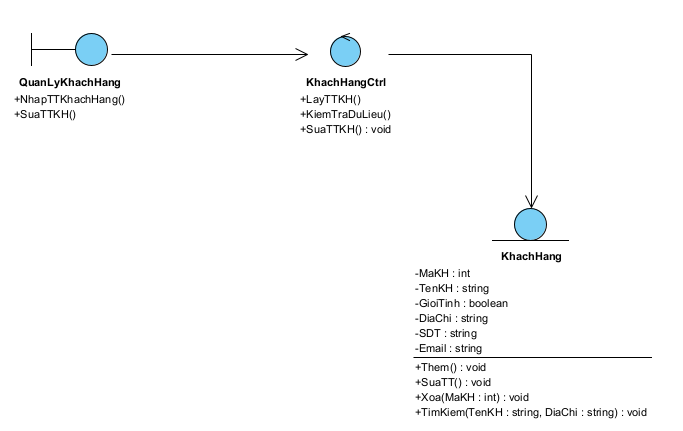 QuanLyKhachHang
+NhapTTKhachHang()
+SuaTTKH()
KhachHangCtrl
+LayTTKH()
+KiemTraDuLieu()
+SuaTTKH() : void
KhachHang
-MaKH : int
-TenKH : string
-GioiTinh : boolean
-DiaChi : string
-SDT : string
-Email : string
+Them() : void
+SuaTT() : void
+Xoa(MaKH : int) : void
+TimKiem(TenKH : string, DiaChi : string) : void